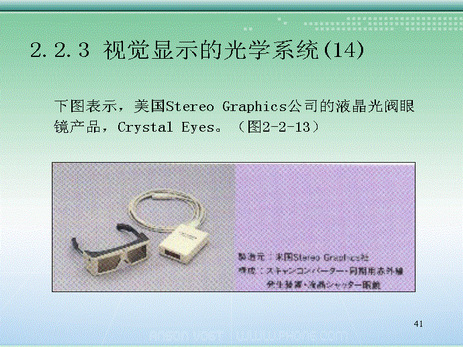 2.2.3 视觉显示的光学系统(14)
下图表示，美国Stereo Graphics公司的液晶光阀眼
镜产品，Crystal Eyes。（图2-2-13）
製造元：米国Stereo Graphics社
構成：スキャンコンバーター・同期用赤外線
発生装置・液晶シャッター眼鏡
41